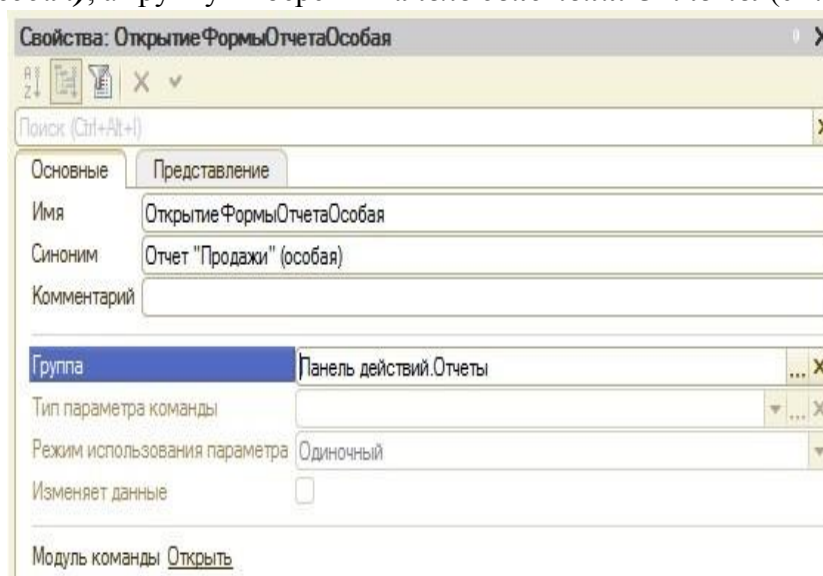 Свойства: ОткрытиеФормыОтчетаОсобая
Поиск (Ctrl+Alt+I)
Основные Представление
Имя ОткрытиеФормыОтчетаОсобая
Синоним Отчет "Продажи" (особая)
Комментарий
Группа Панель действий.Отчеты ...
Тип параметра команды ...
Режим использования параметра Одиночный
Изменяет данные
Модуль команды Открыть